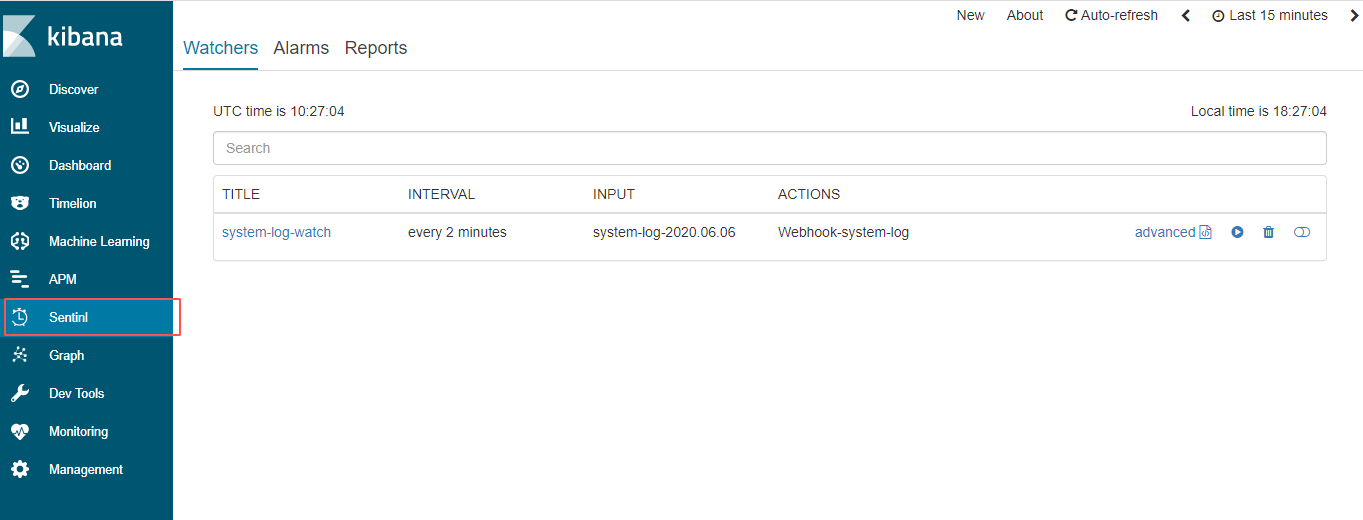 kibana
Discover
Visualize
Dashboard
Timelion
Machine Learning
APM
Sentinl
Graph
Dev Tools
Monitoring
Management
New About Auto-refresh Last 15 minutes
Watchers Alarms Reports
UTC time is 10:27:04 Local time is 18:27:04
Search
TITLE INTERVAL INPUT ACTIONS
system-log-watch every 2 minutes system-log-2020.06.06 Webhook-system-log advanced